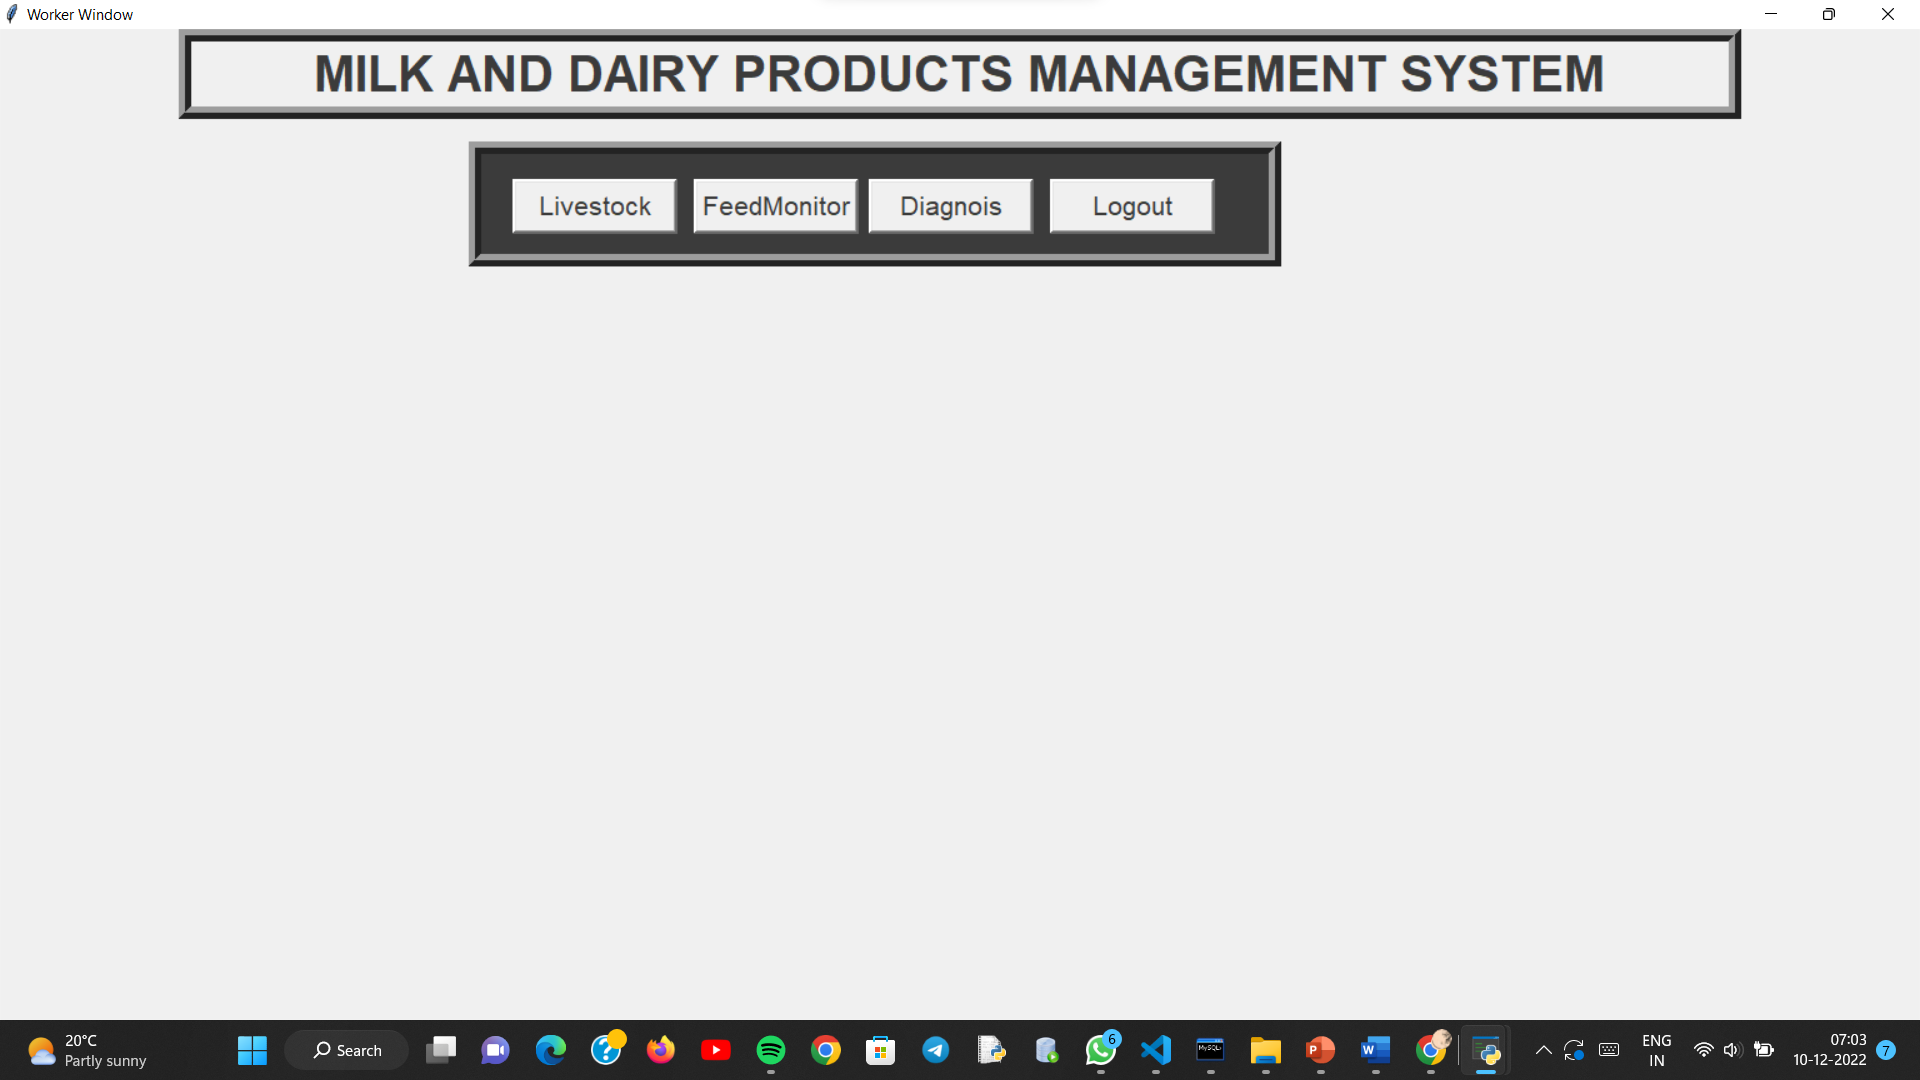 Worker Window
MILK AND DAIRY PRODUCTS MANAGEMENT SYSTEM
Livestock FeedMonitor Diagnois Logout
20°C
Partly sunny
Search
6
MySQL
P
W
ENG
IN
07:03
10-12-2022
7